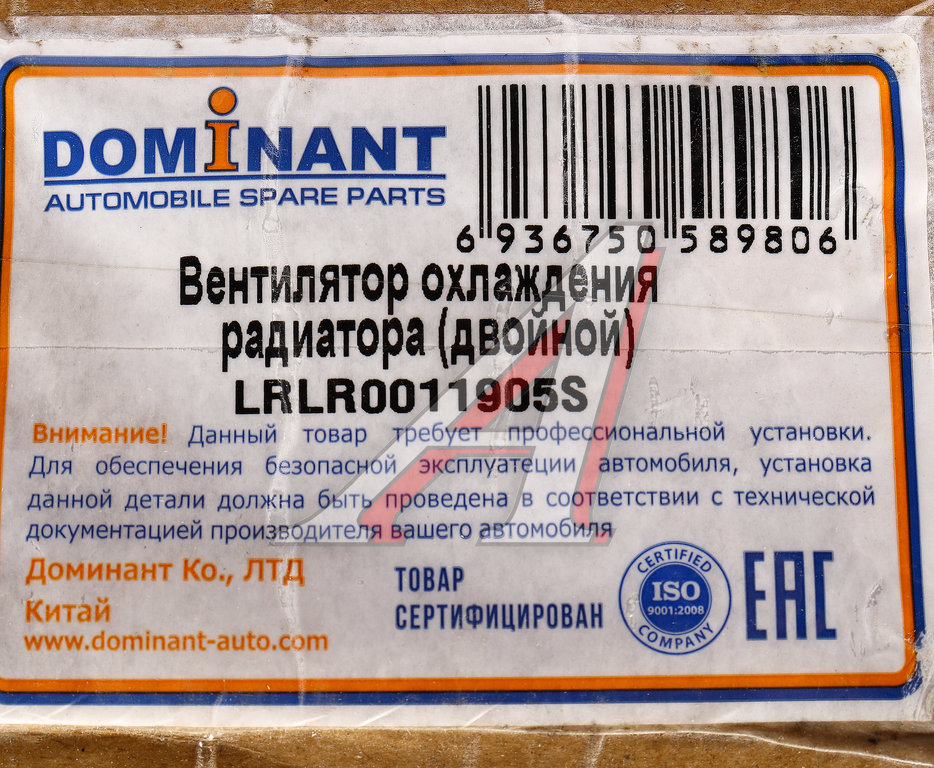 DOMiNANT
AUTOMOBILE SPARE PARTS
6 936750 589806
Вентилятор охлаждения
радиатора (двойной)
LRLR0011905S
Внимание! Данный товар требует профессиональной установки.
Для обеспечения безопасной эксплуатеции автомобиля, установка
данной детали должна быть проведена в соответствии с технической
документацией производителя вашего автомобиля
Доминант Ко., ЛТД
Китай
www.dominant-auto.com
ТОВАР
СЕРТИФИЦИРОВАН
CERTIFIED
ISO
9001:2008
COMPANY
EAC